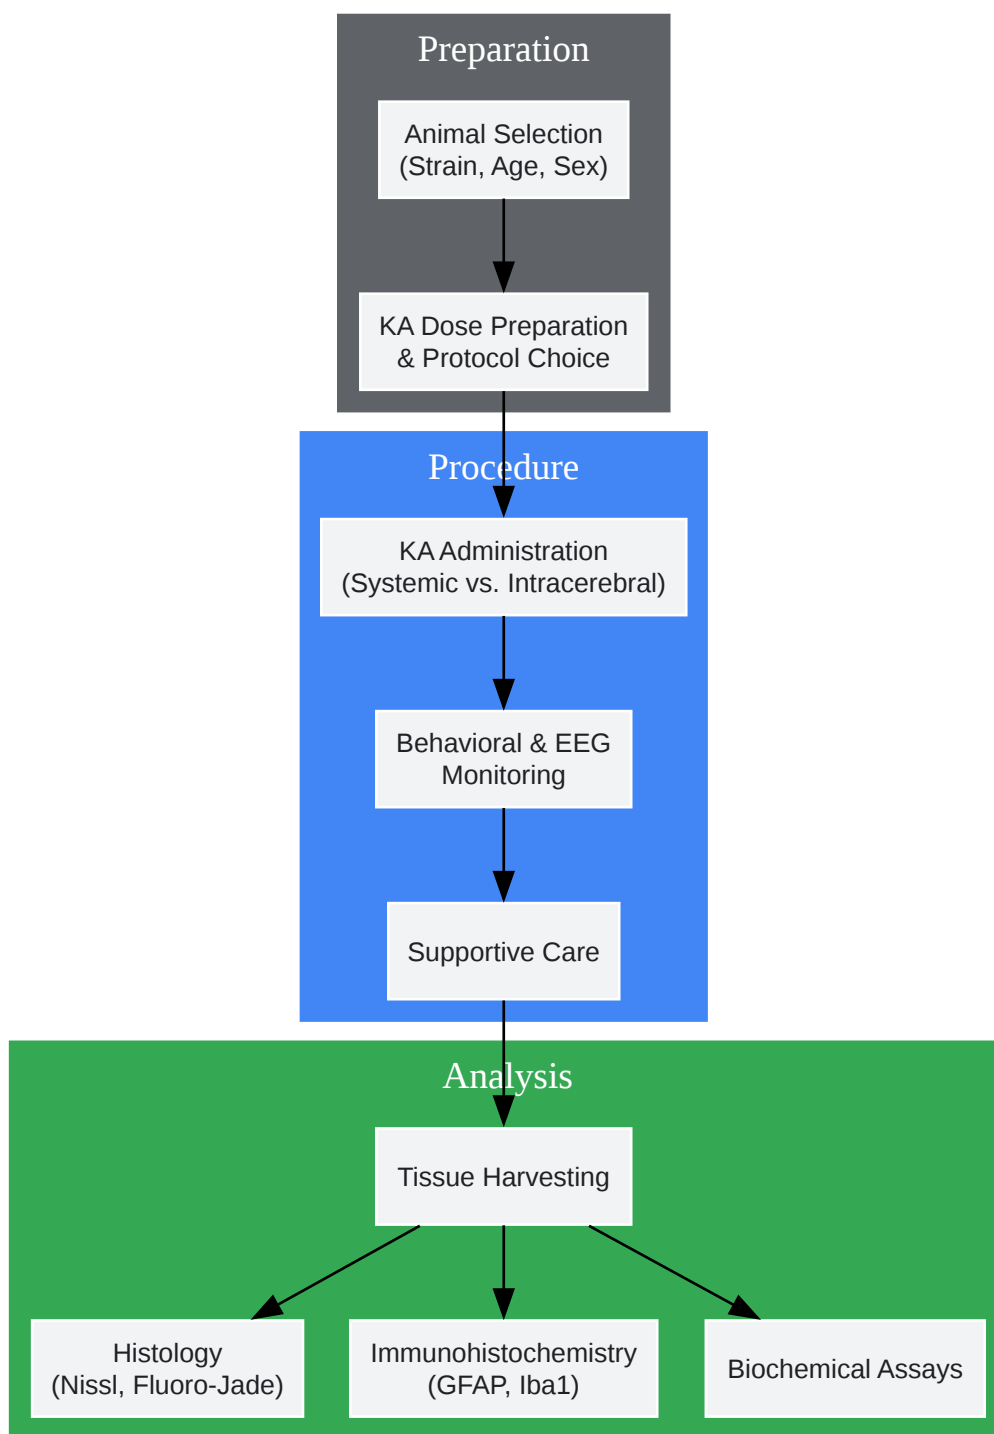 Preparation
Animal Selection
(Strain, Age, Sex)
KA Dose Preparation
& Protocol Choice
Procedure
KA Administration
(Systemic vs. Intracerebral)
Behavioral & EEG
Monitoring
Supportive Care
Analysis
Tissue Harvesting
Histology
(Nissl, Fluoro-Jade)
Immunohistochemistry
(GFAP, Iba1)
Biochemical Assays